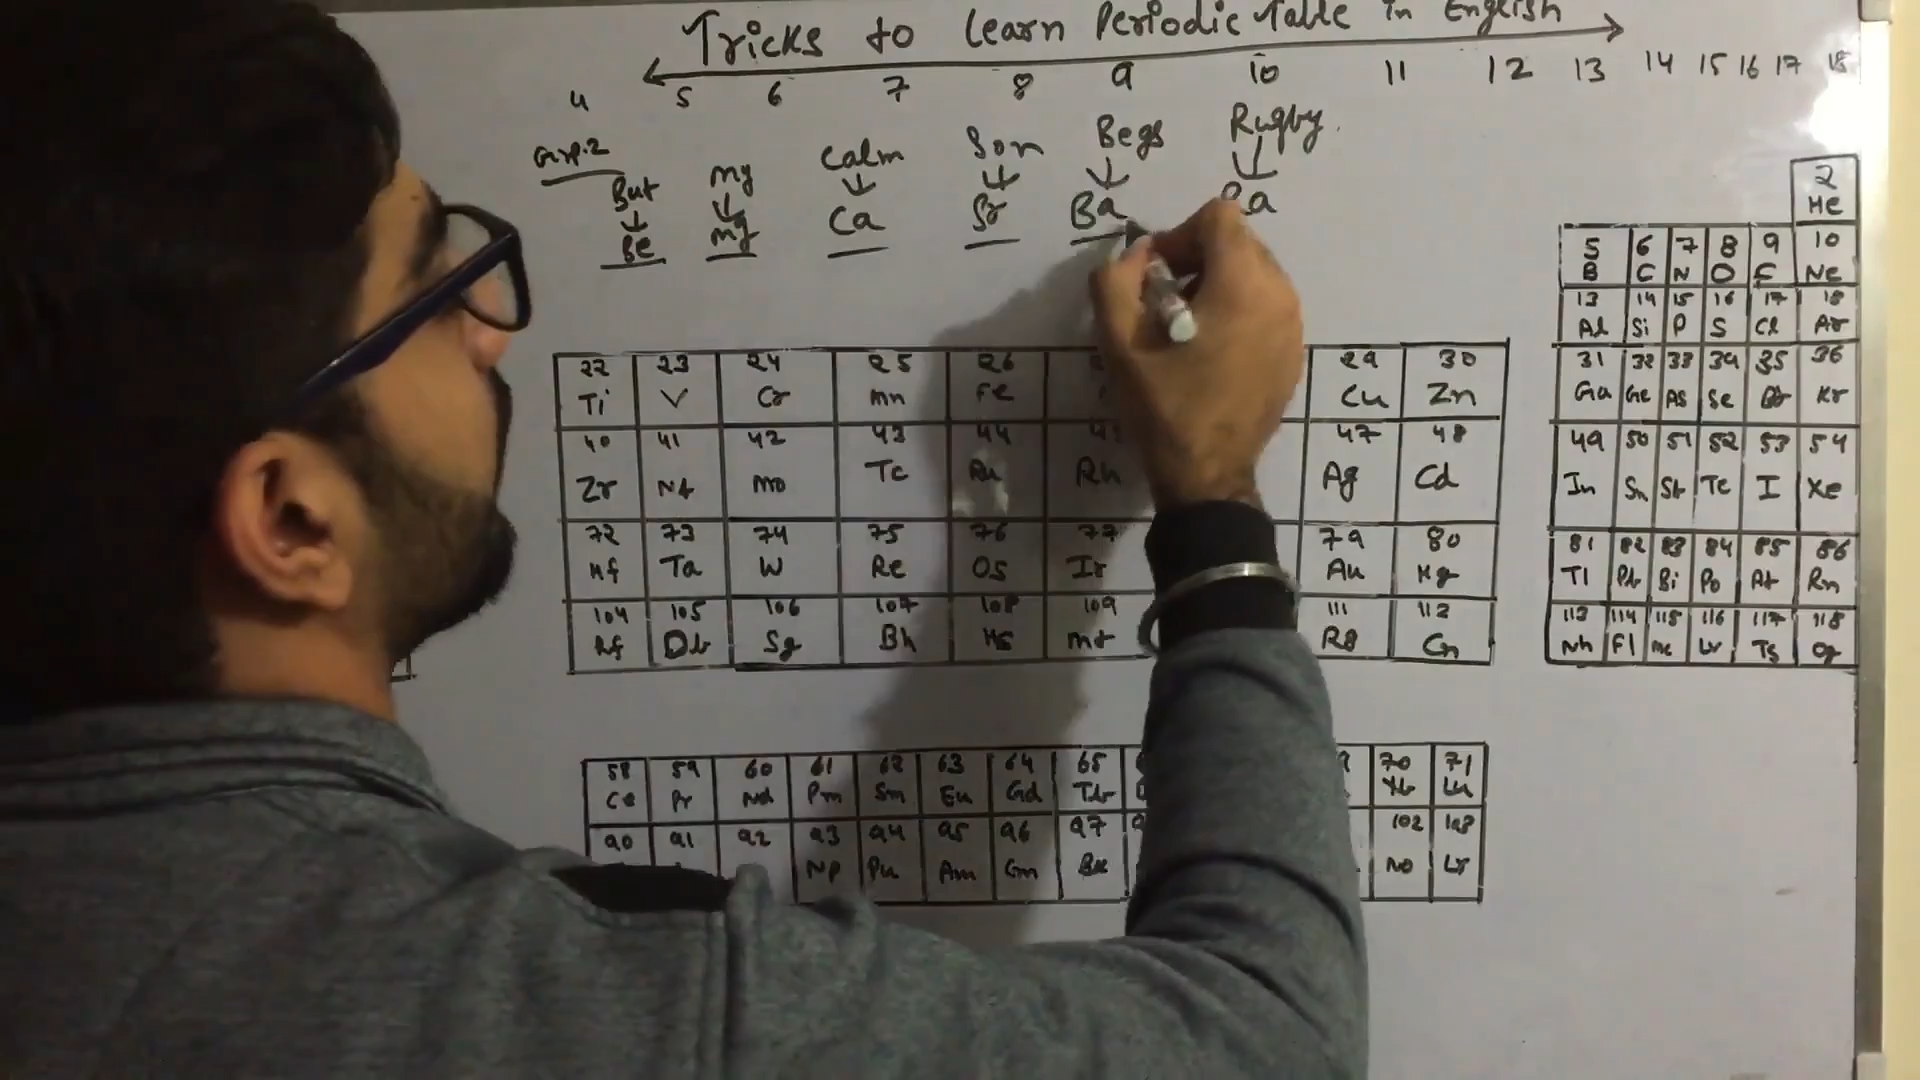 Tricks to Learn Periodic Table in English
4 5 6 7 8 9 10 11 12 13 14 15 16 17 18
Grp.2
But my Calm Son Begs Rugby.
Be mg Ca Sr Ba Ra
2
He
5 6 7 8 9 10
B C N O F Ne
13 14 15 16 17 18
Al Si P S Cl Ar
22 23 24 25 26 29 30 31 32 33 34 35 36
Ti V Cr mn Fe Cu Zn Ga Ge As Se Br Kr
40 41 42 43 44 47 48 49 50 51 52 53 54
Zr Nb mo Tc Ru Rh Ag Cd In Sn Sb Te I Xe
72 73 74 75 76 77 79 80 81 82 83 84 85 86
Hf Ta W Re Os Ir Au Hg Tl Pb Bi Po At Rn
104 105 106 107 108 109 111 112 113 114 115 116 117 118
Rf Db Sg Bh Hs mt Rg Cn Nh Fl mc Lv Ts Og
58 59 60 61 62 63 64 65 70 71
Ce Pr Nd Pm Sm Eu Gd Tb Yb Lu
90 91 92 93 94 95 96 97 102 103
Np Pu Am Cm Bk No Lr